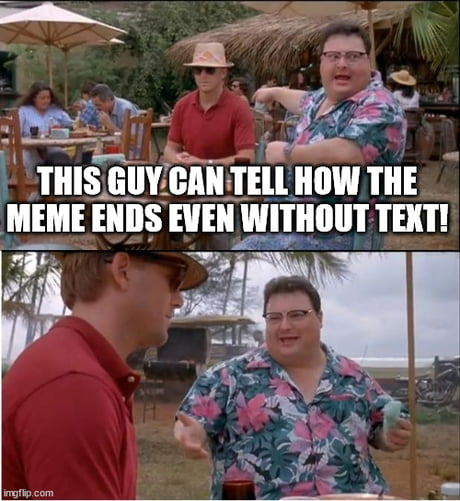 THIS GUY CAN TELL HOW THE
MEME ENDS EVEN WITHOUT TEXT!
imgflip.com